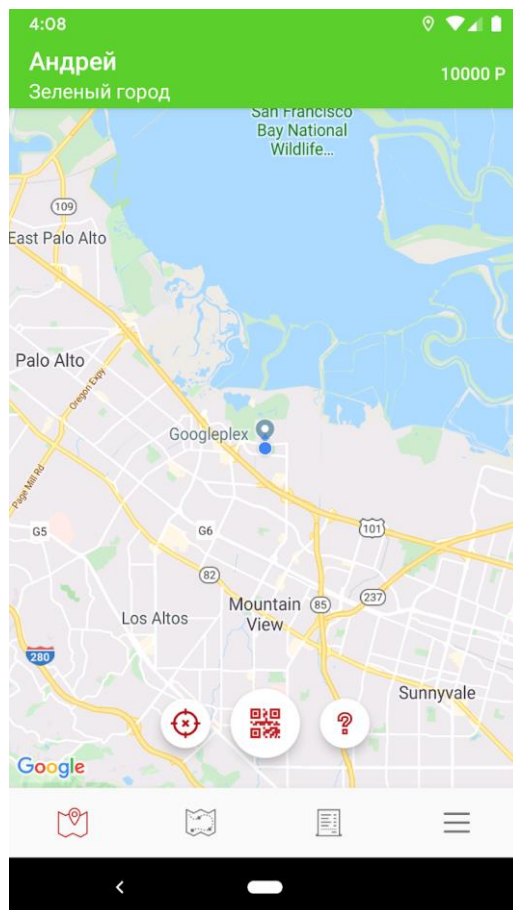 4:08
Андрей
10000 Р
Зеленый город
San Francisco
Bay National
Wildlife...
109
East Palo Alto
Palo Alto
Oregon Expy
Googleplex
Page Mill Rd
G5
G6
101
82
Mountain
View
85
237
Los Altos
280
Sunnyvale
?
Google